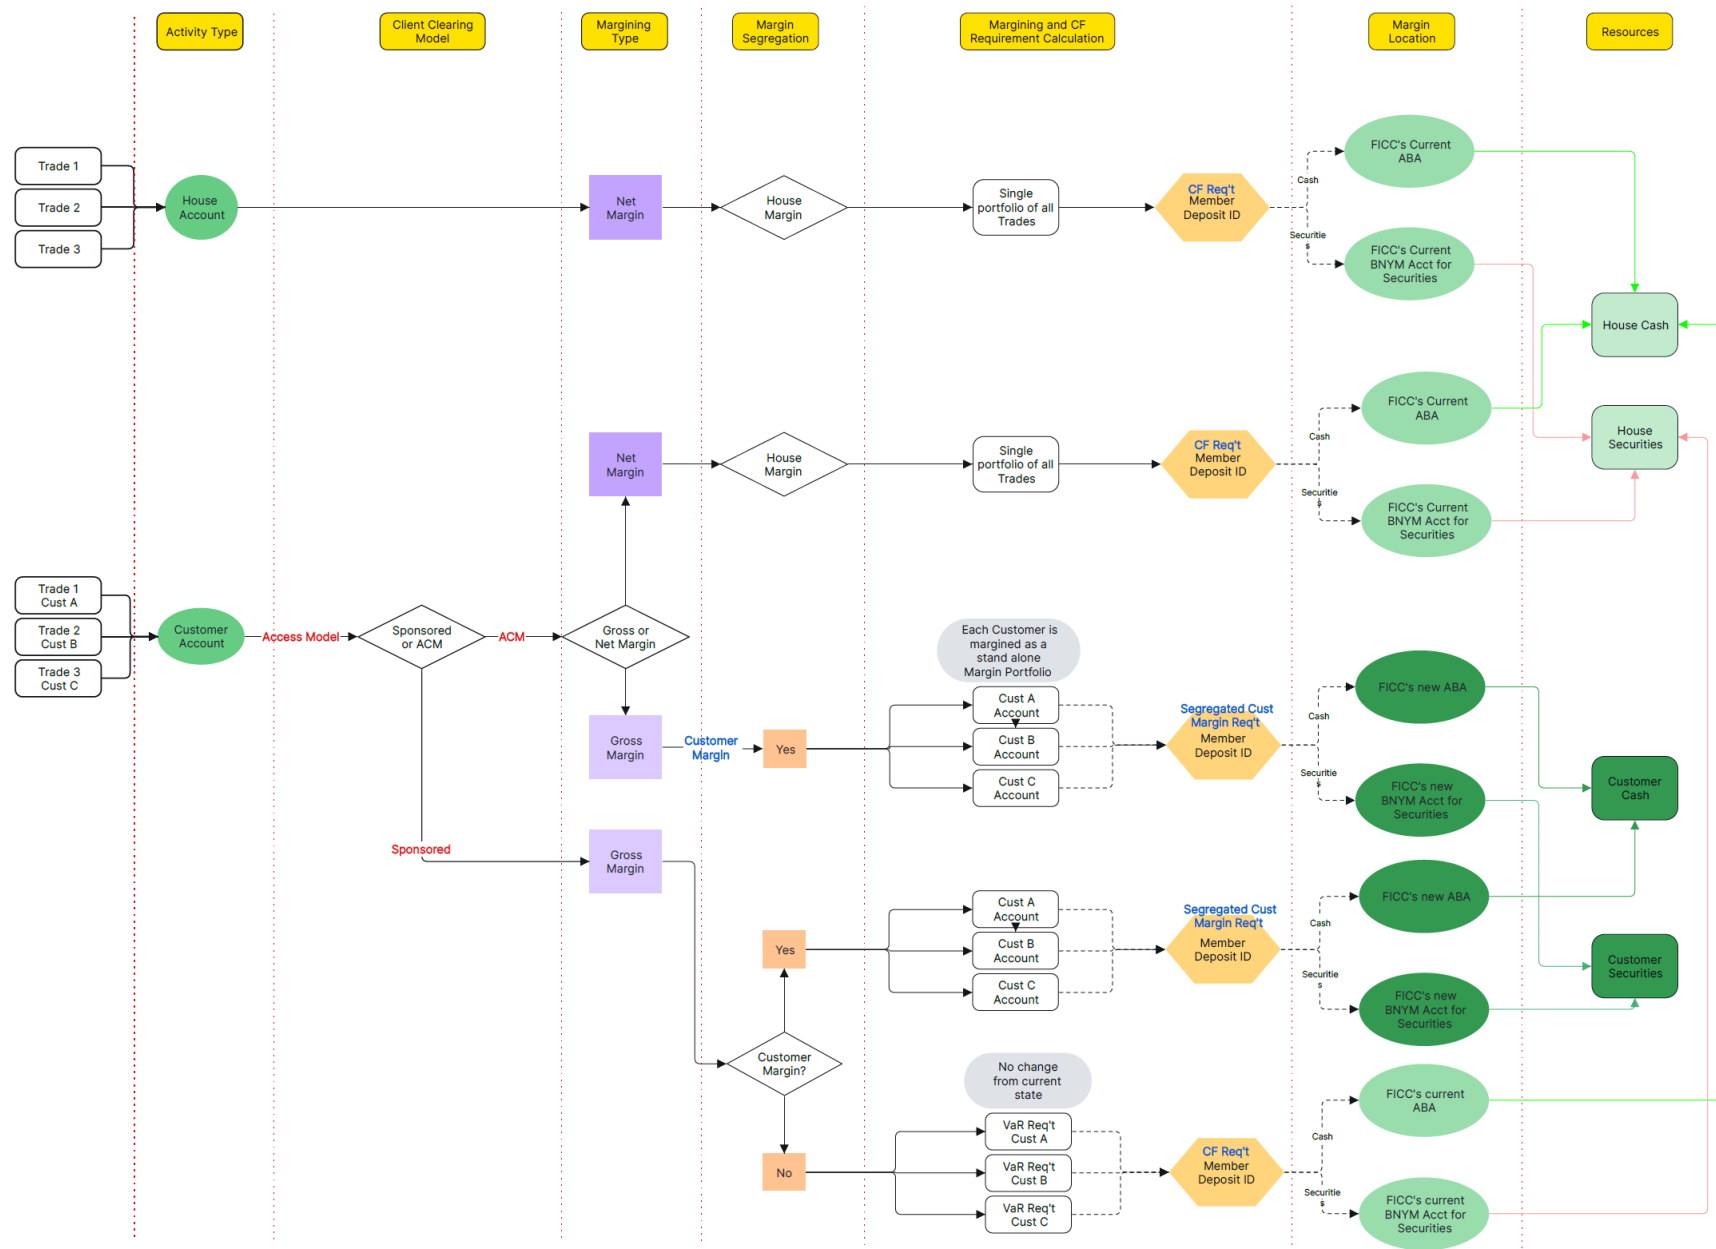 Activity Type
Client Clearing
Model
Margining
Type
Margin
Segregation
Margining and CF
Requirement Calculation
Margin
Location
Resources
Trade 1
Trade 2
Trade 3
House
Account
Net
Margin
House
Margin
Single
portfolio of all
Trades
CF Req't
Member
Deposit ID
Cash
Securitie
s
FICC's Current
ABA
FICC's Current
BNYM Acct for
Securities
House Cash
Net
Margin
House
Margin
Single
portfolio of all
Trades
CF Req't
Member
Deposit ID
Cash
Securitie
s
FICC's Current
ABA
FICC's Current
BNYM Acct for
Securities
House
Securities
Trade 1
Cust A
Trade 2
Cust B
Trade 3
Cust C
Customer
Account
Access Model
Sponsored
or ACM
ACM
Gross or
Net Margin
Each Customer is
margined as a
stand alone
Margin Portfolio
Gross
Margin
Customer
Margin
Yes
Cust A
Account
Cust B
Account
Cust C
Account
Segregated Cust
Margin Req't
Member
Deposit ID
Cash
Securitie
s
FICC's new ABA
FICC's new
BNYM Acct for
Securities
Customer
Cash
Sponsored
Gross
Margin
Yes
Cust A
Account
Cust B
Account
Cust C
Account
Segregated Cust
Margin Req't
Member
Deposit ID
Cash
Securitie
s
FICC's new ABA
FICC's new
BNYM Acct for
Securities
Customer
Securities
Customer
Margin?
No change
from current
state
No
VaR Req't
Cust A
VaR Req't
Cust B
VaR Req't
Cust C
CF Req't
Member
Deposit ID
Cash
Securitie
s
FICC's current
ABA
FICC's current
BNYM Acct for
Securities